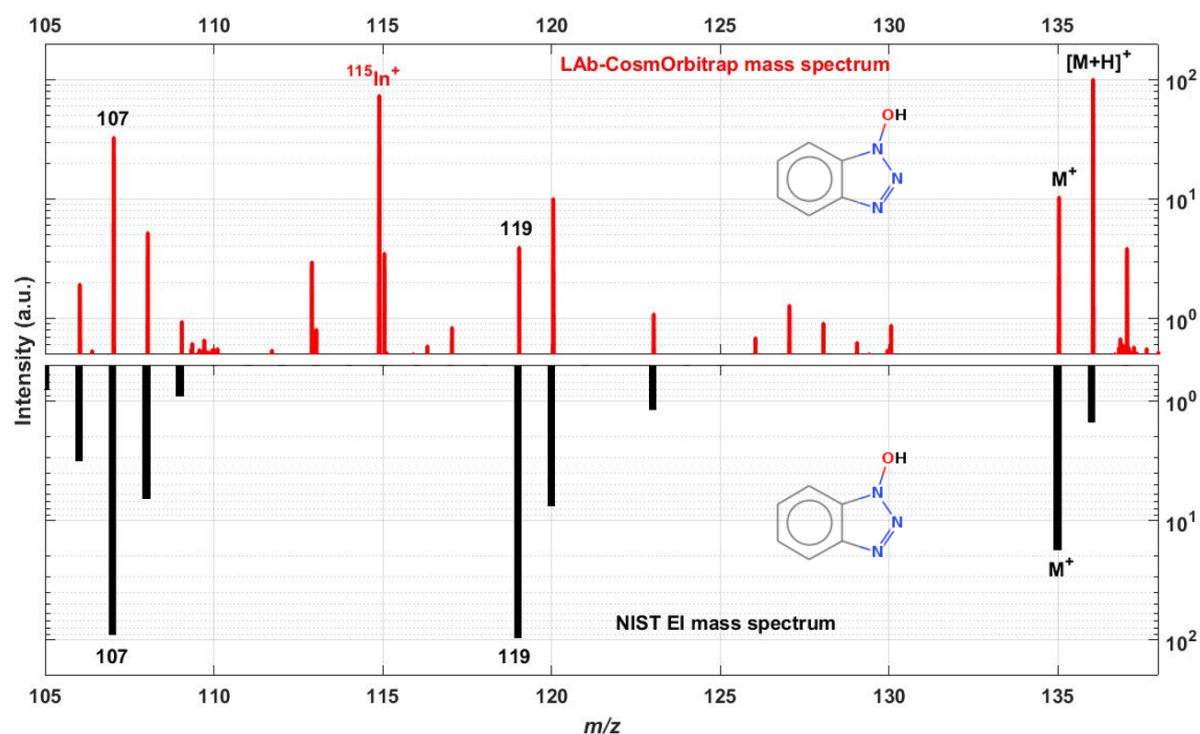 105 110 115 120 125 130 135
LAb-CosmOrbitrap mass spectrum
[M+H]+
115In+
10^2
107
OH
N
N
N
M+
10^1
119
10^0
Intensity (a.u.)
10^0
OH
N
N
N
10^1
M+
NIST EI mass spectrum
10^2
107
119
105 110 115 120 125 130 135
m/z